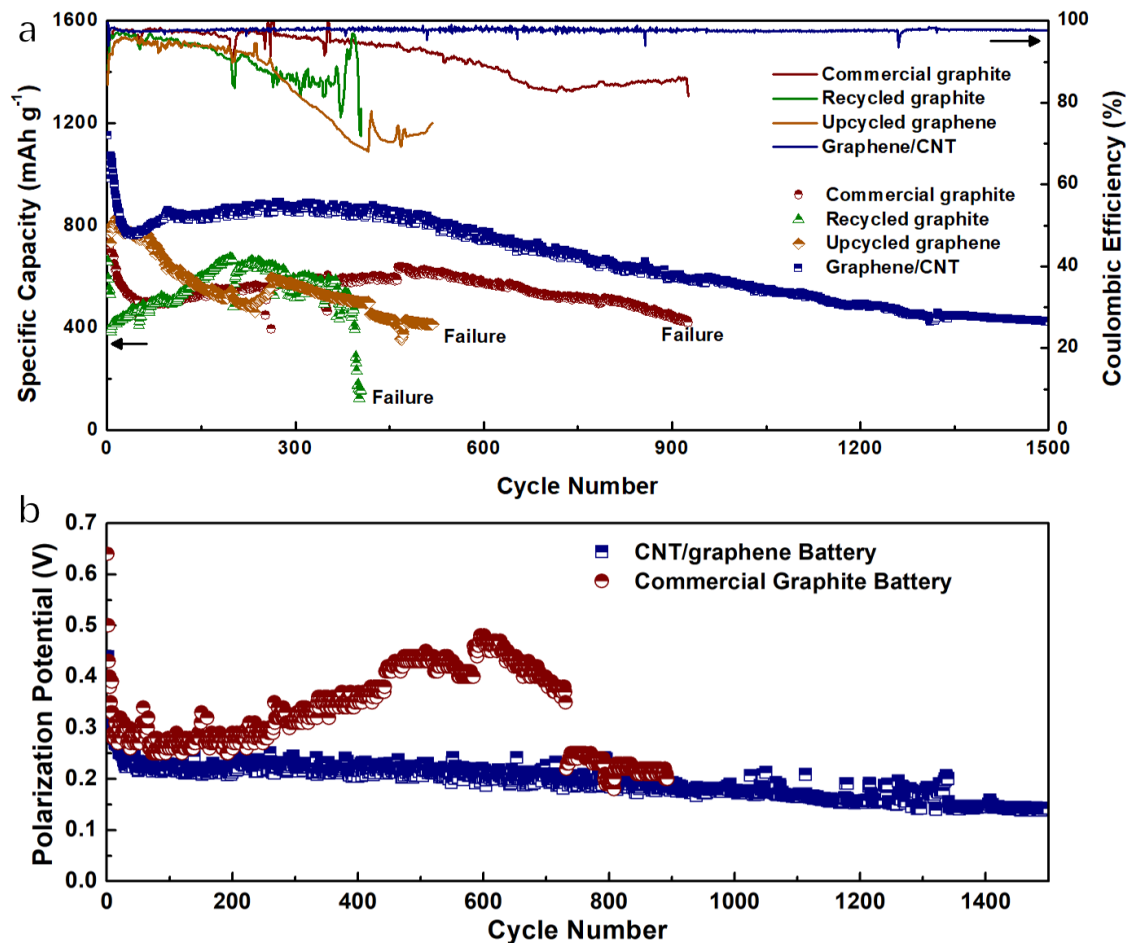 a
1600
1200
800
400
0
Specific Capacity (mAh g⁻¹)
100
80
60
40
20
0
Coulombic Efficiency (%)
Commercial graphite
Recycled graphite
Upcycled graphene
Graphene/CNT
Commercial graphite
Recycled graphite
Upcycled graphene
Graphene/CNT
Failure
Failure
Failure
0
300
600
900
1200
1500
Cycle Number
b
0.7
0.6
0.5
0.4
0.3
0.2
0.1
0.0
Polarization Potential (V)
CNT/graphene Battery
Commercial Graphite Battery
0
200
400
600
800
1000
1200
1400
Cycle Number